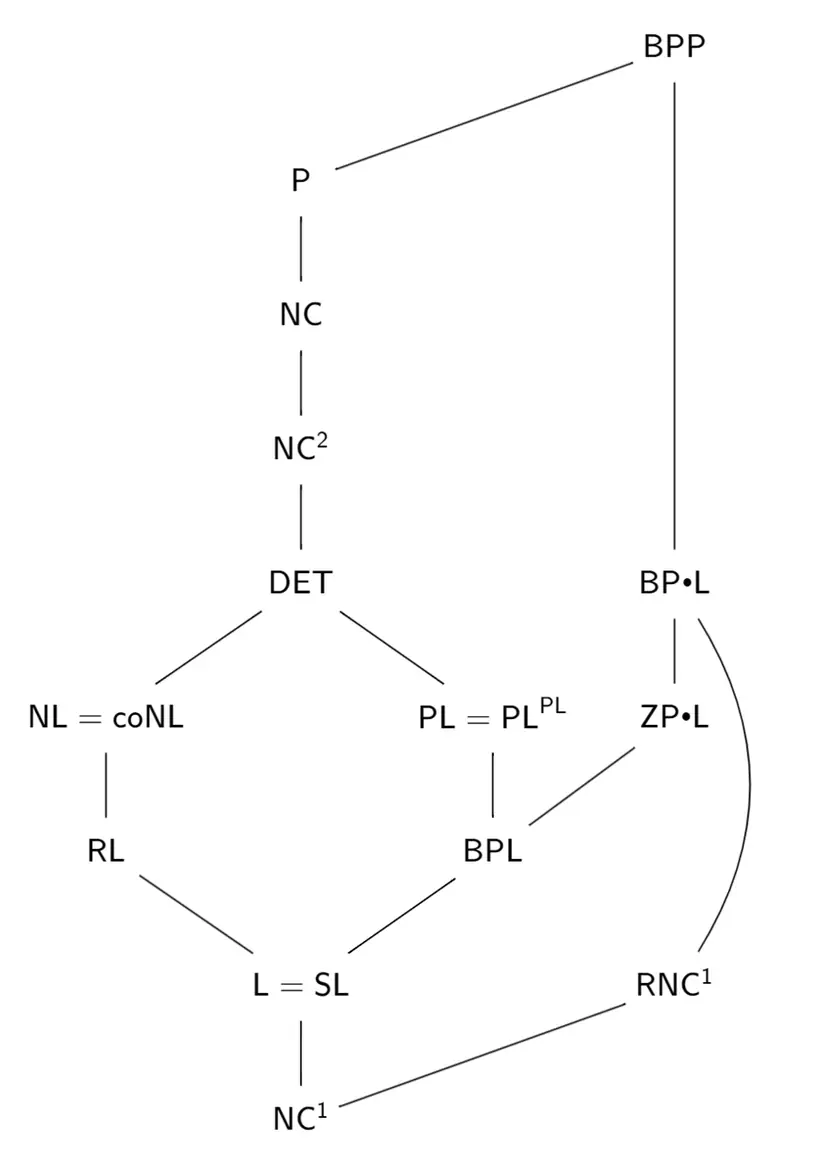 BPP
P
NC
NC²
DET
BP•L
NL = coNL
PL = PL^PL
ZP•L
RL
BPL
L = SL
RNC¹
NC¹